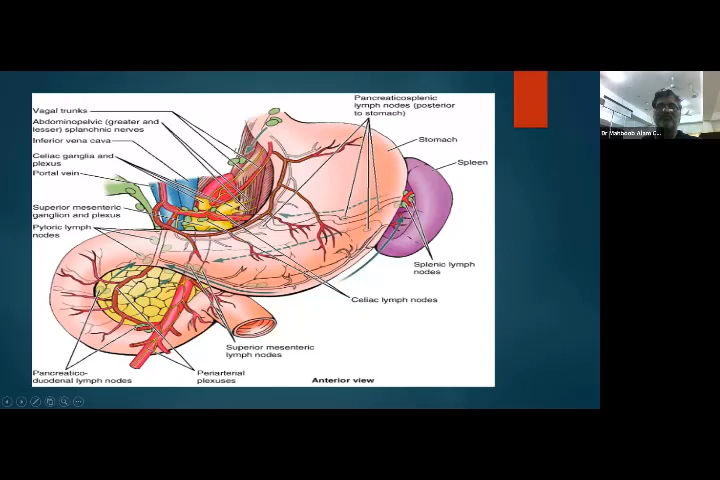 Vagal trunks
Abdominopelvic (greater and
lesser) splanchnic nerves
Inferior vena cava
Celiac ganglia and
plexus
Portal vein
Superior mesenteric
ganglion and plexus
Pyloric lymph
nodes
Pancreaticosplenic
lymph nodes (posterior
to stomach)
Stomach
Spleen
Splenic lymph
nodes
Celiac lymph nodes
Superior mesenteric
lymph nodes
Pancreatico-
duodenal lymph nodes
Periarterial
plexuses
Anterior view
Dr Mahboob Alam C...